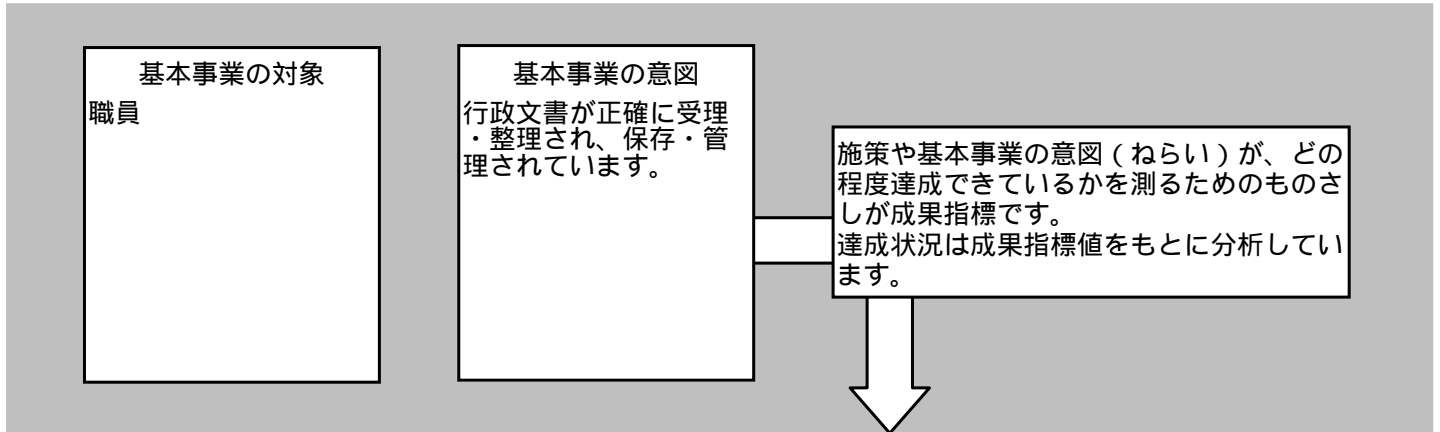 基本事業の対象
職員
基本事業の意図
行政文書が正確に受理
・整理され、保存・管
理されています。
施策や基本事業の意図（ねらい）が、どの
程度達成できているかを測るためのものさ
しが成果指標です。
達成状況は成果指標値をもとに分析してい
ます。